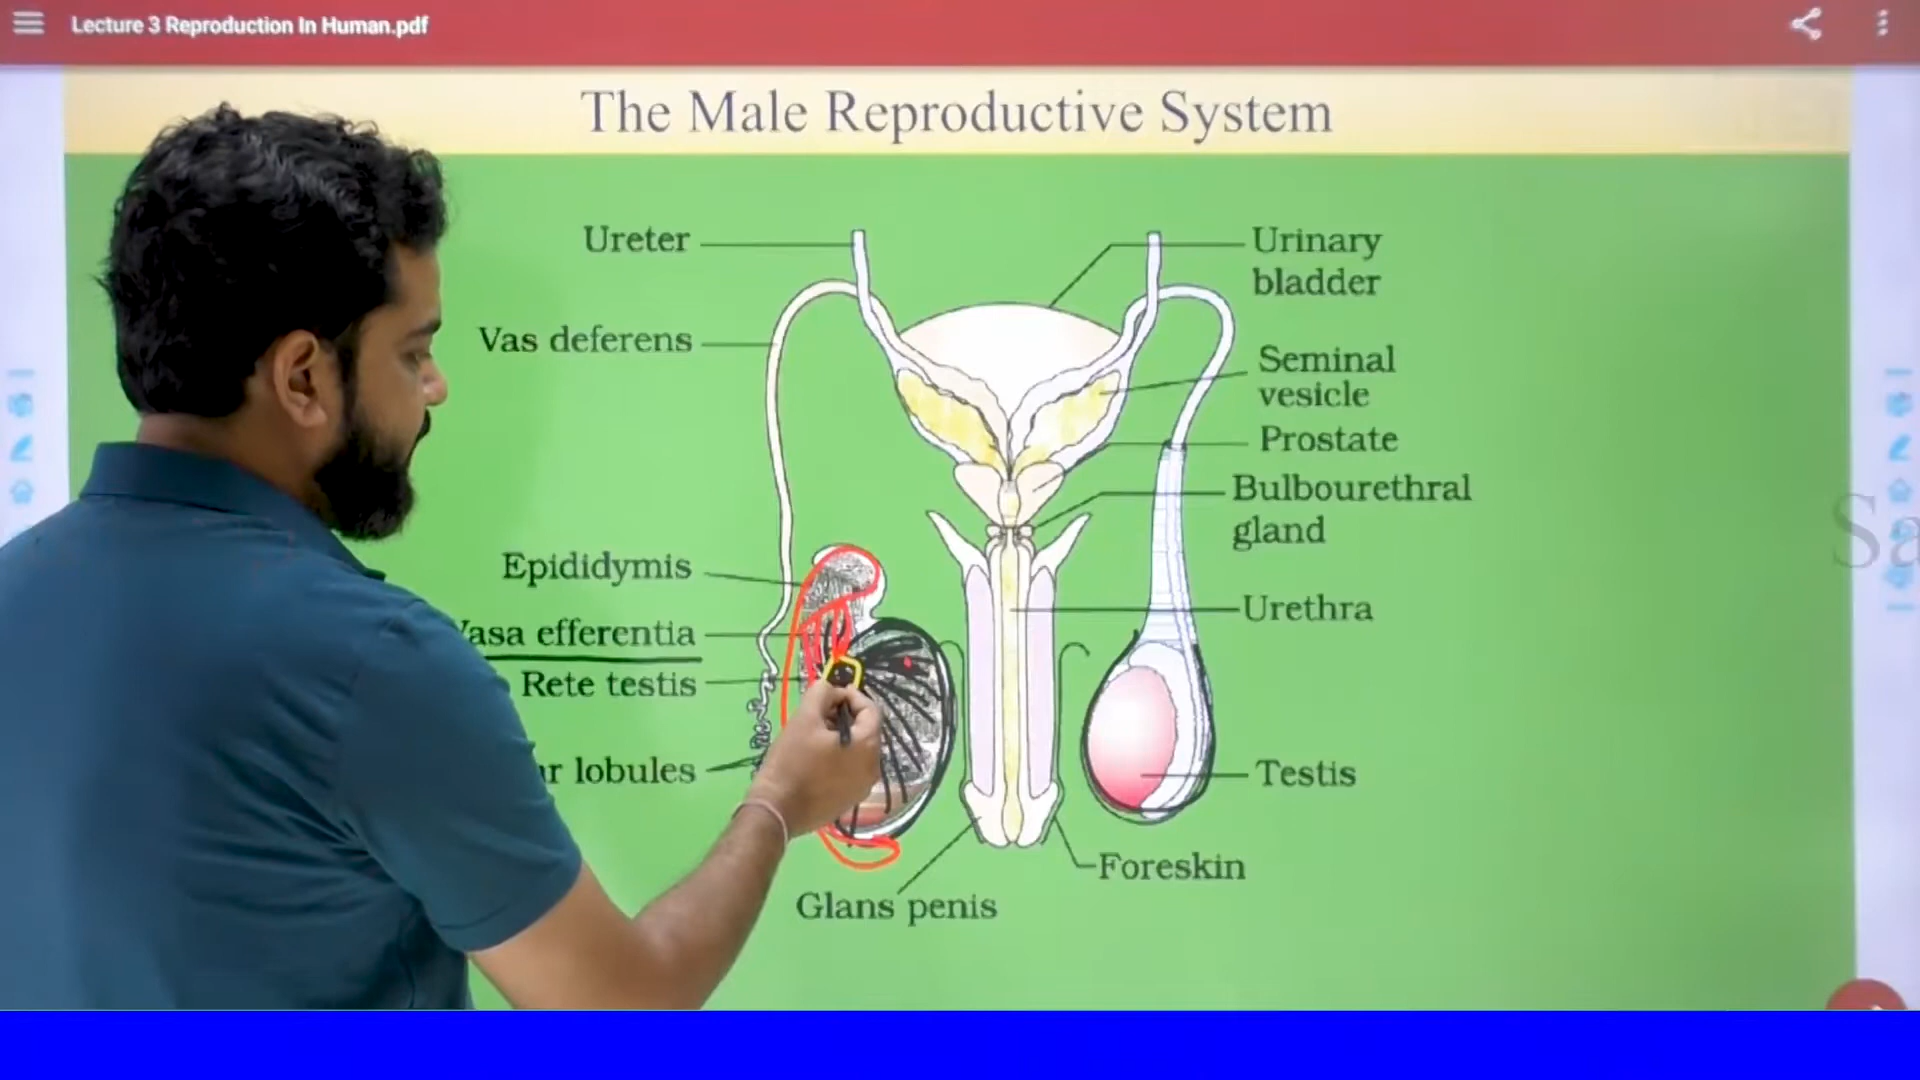 Lecture 3 Reproduction In Human.pdf
The Male Reproductive System
Ureter
Urinary
bladder
Vas deferens
Seminal
vesicle
Prostate
Bulbourethral
gland
Epididymis
Urethra
Vasa efferentia
Rete testis
lobules
Testis
Foreskin
Glans penis